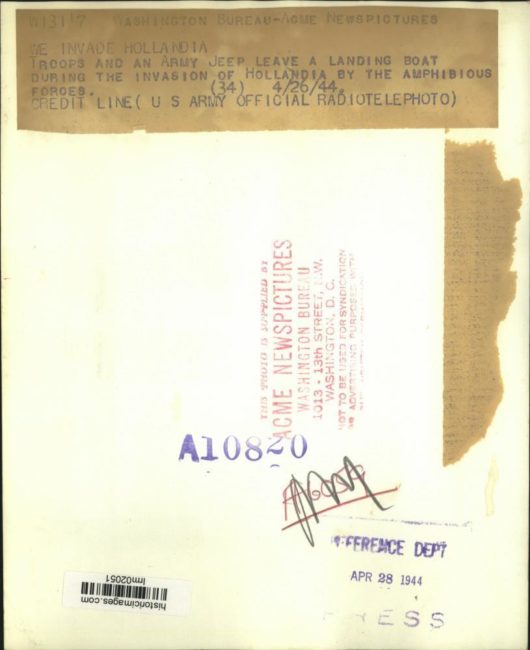 WASHINGTON BUREAU-ACME NEWSPICTURES
WE INVADE HOLLANDIA
TROOPS AND AN ARMY JEEP LEAVE A LANDING BOAT
DURING THE INVASION OF HOLLANDIA BY THE AMPHIBIOUS
FORCES. (34) 4/26/44.
CREDIT LINE( U S ARMY OFFICIAL RADIOTELEPHOTO)
THIS PHOTO IS SUPPLIED BY
ACME NEWSPICTURES
WASHINGTON BUREAU
1013 - 13th STREET, N.W.
WASHINGTON, D. C.
NOT TO BE USED FOR SYNDICATION
OR ADVERTISING PURPOSES WITH
A10820
REFERENCE DEPT
APR 28 1944
PRESS
historicimages.com
lrm02051